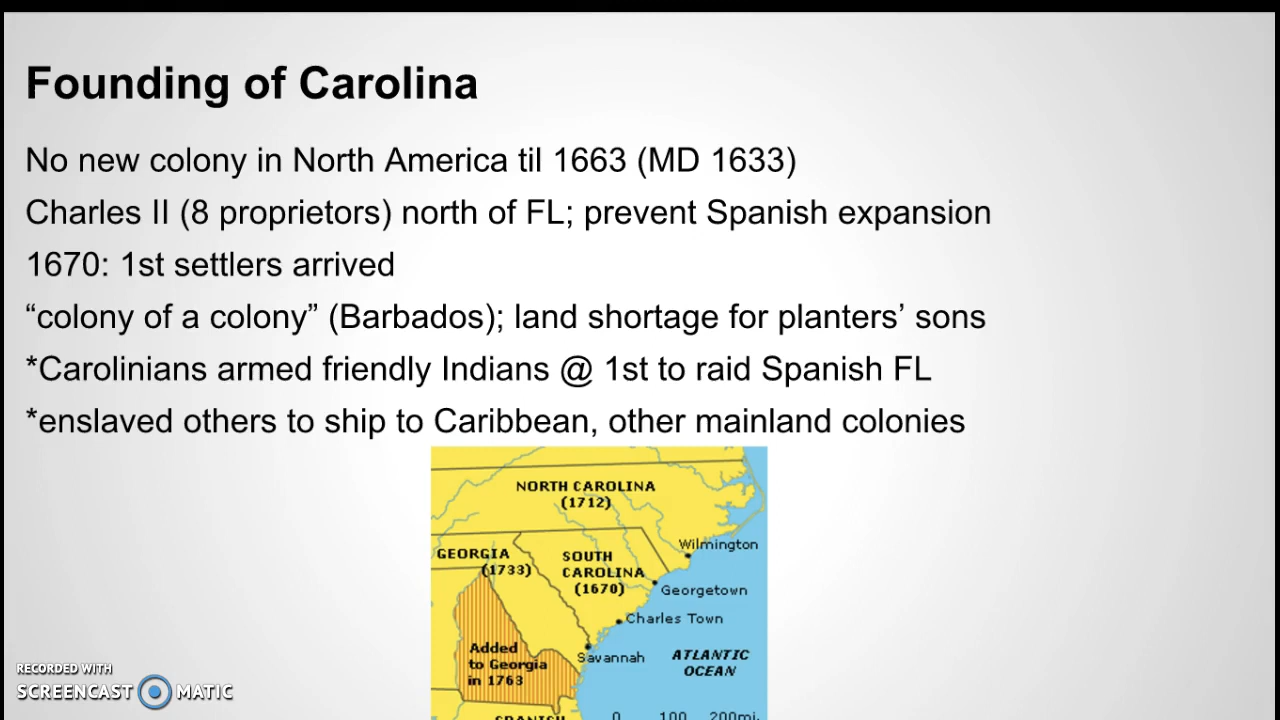 Founding of Carolina
No new colony in North America til 1663 (MD 1633)
Charles II (8 proprietors) north of FL; prevent Spanish expansion
1670: 1st settlers arrived
“colony of a colony” (Barbados); land shortage for planters’ sons
*Carolinians armed friendly Indians @ 1st to raid Spanish FL
*enslaved others to ship to Caribbean, other mainland colonies
NORTH CAROLINA
(1712)
Wilmington
GEORGIA
(1733)
SOUTH
CAROLINA
(1670)
Georgetown
Charles Town
Savannah
ATLANTIC
OCEAN
Added
to Georgia
in 1763
SPANISH
0 100 200mi.
RECORDED WITH
SCREENCAST MATIC